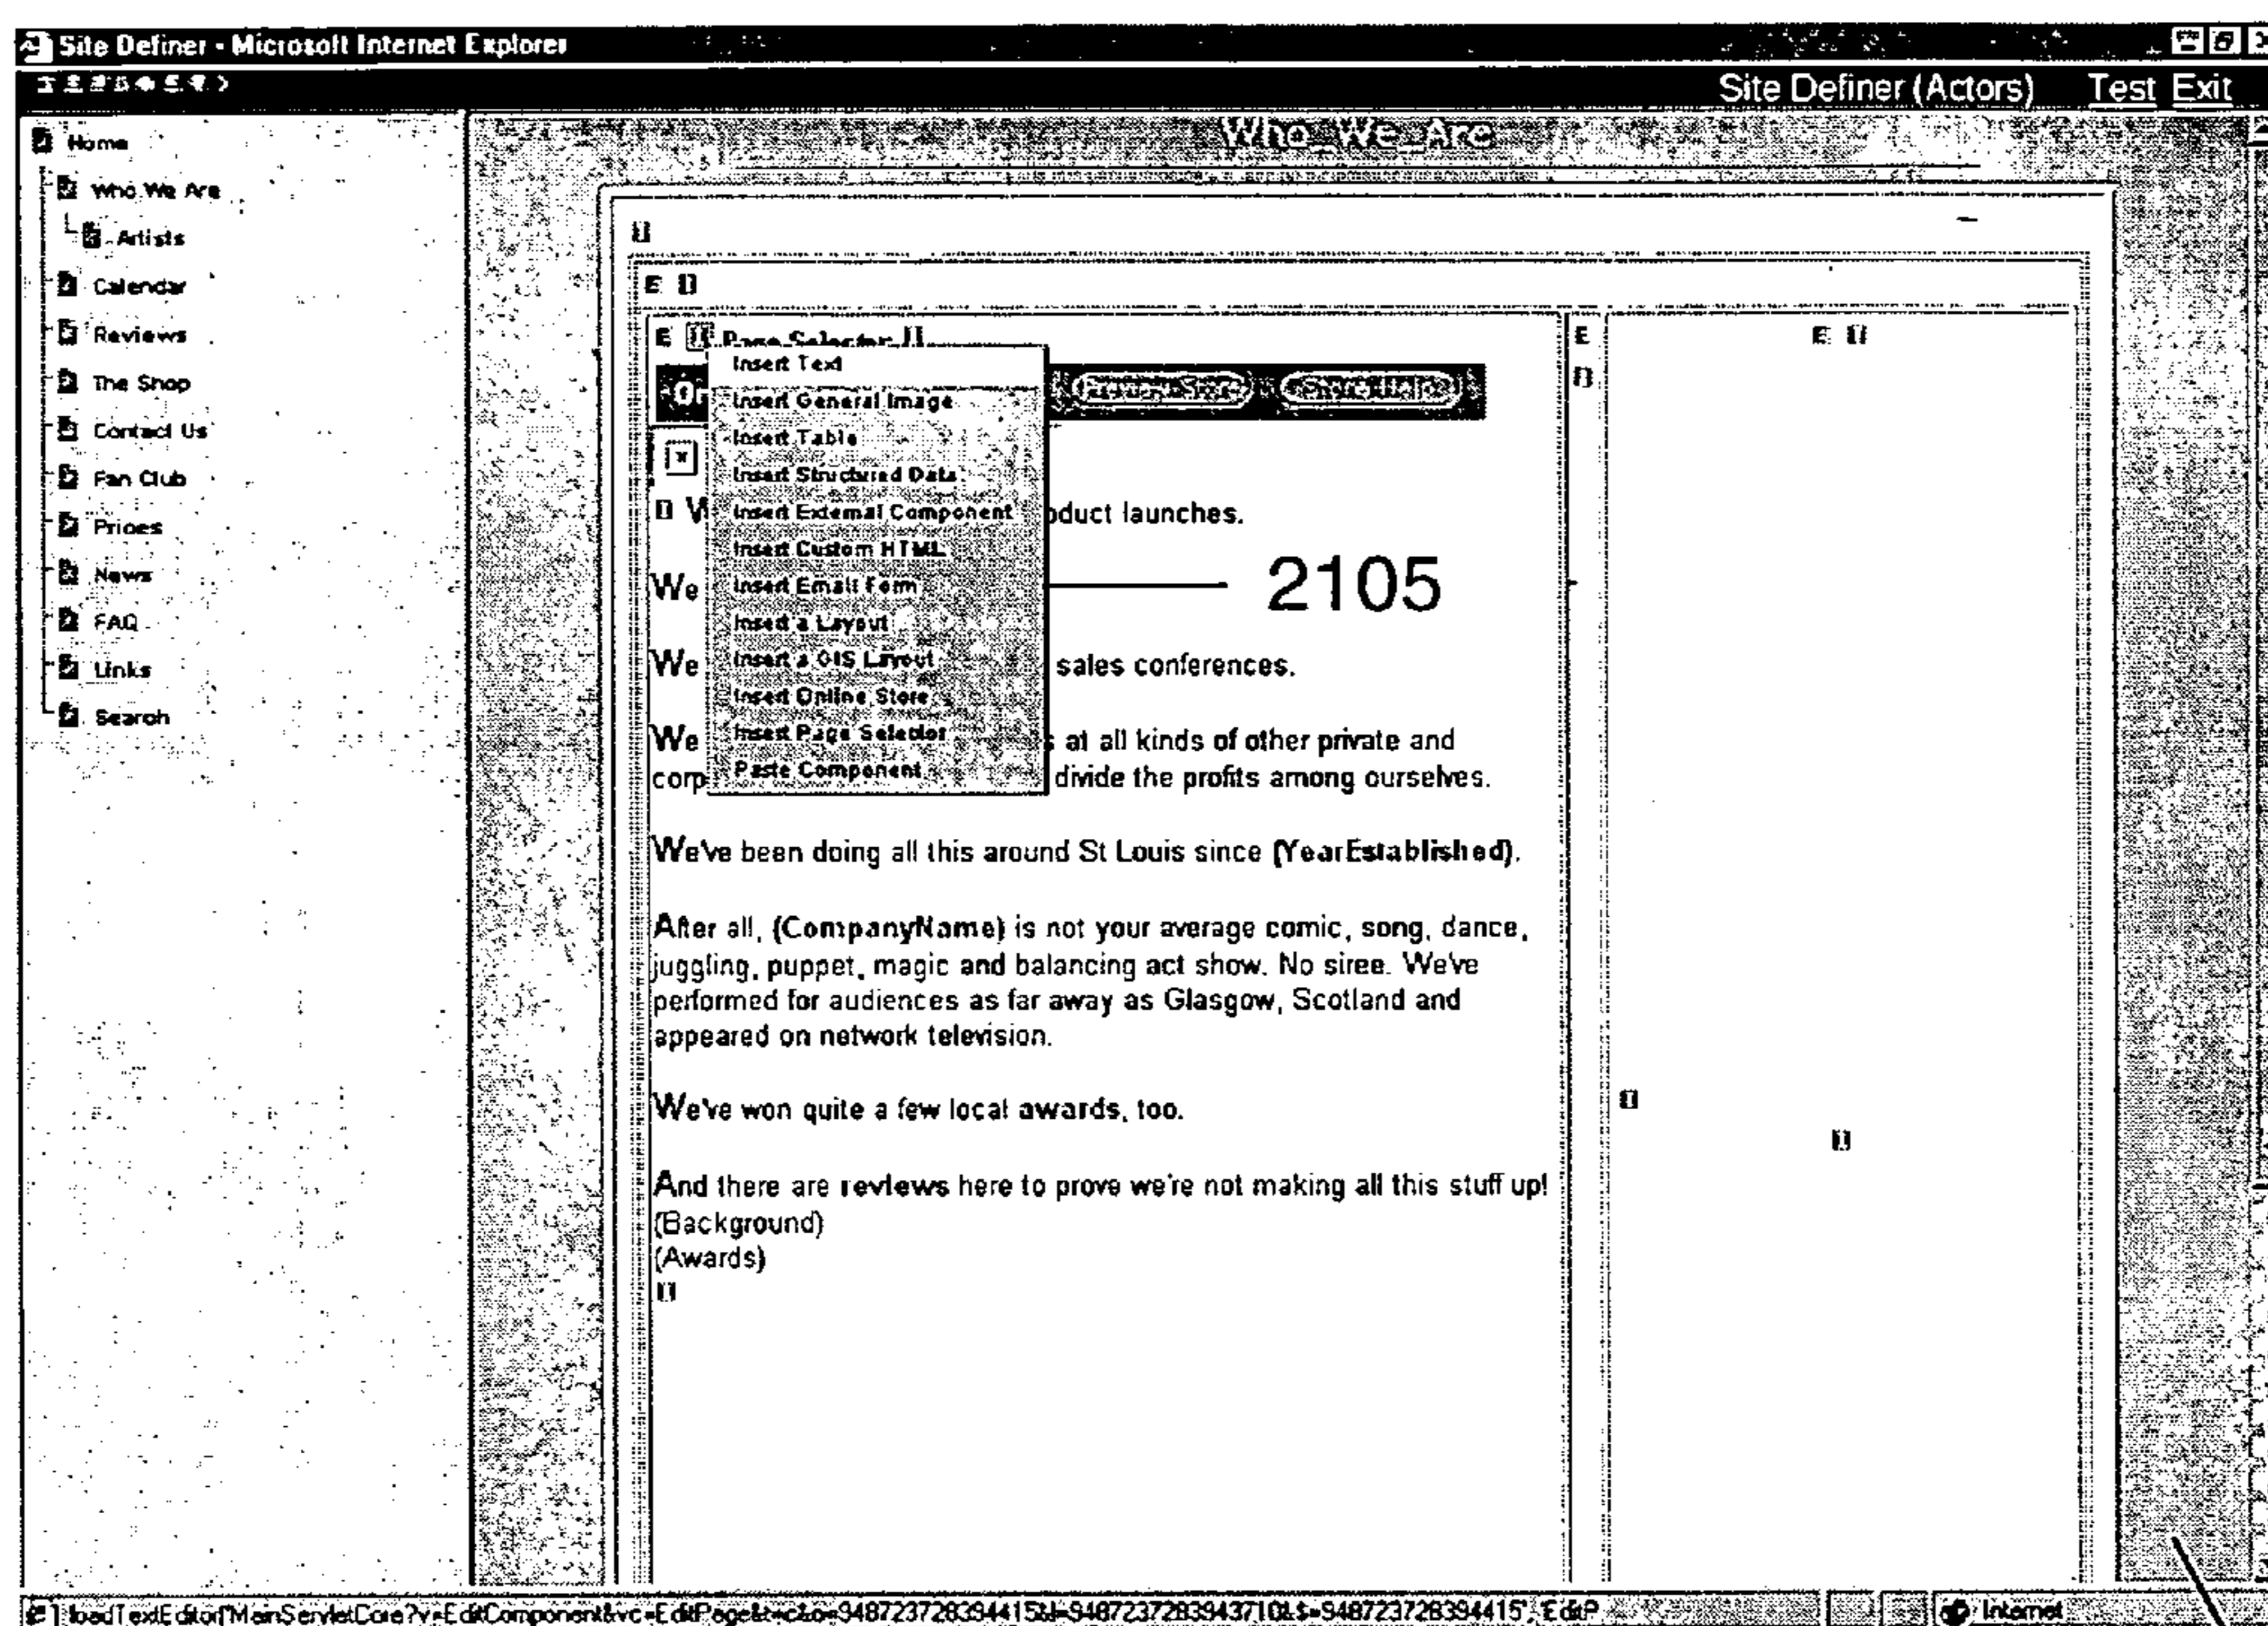 Site Definer - Microsoft Internet Explorer
Site Definer (Actors) Test Exit
Home
Who We Are
Artists
Calendar
Reviews
The Shop
Contact Us
Fan Club
Prices
News
FAQ
Links
Search
Who_We_Are
E
E Page Selector
E
E
Insert Text
Insert General Image
Insert Table
Insert Structured Data
Insert External Component
Insert Custom HTML
Insert Email Form
Insert a Layout
Insert a GIS Layout
Insert Online Store
Insert Page Selector
Paste Component
Preview Store
oduct launches.
2105
We
We sales conferences.
We s at all kinds of other private and
corp divide the profits among ourselves.
We've been doing all this around St Louis since (YearEstablished).
After all, (CompanyName) is not your average comic, song, dance,
juggling, puppet, magic and balancing act show. No siree. We've
performed for audiences as far away as Glasgow, Scotland and
appeared on network television.
We've won quite a few local awards, too.
And there are reviews here to prove we're not making all this stuff up!
(Background)
(Awards)
Internet